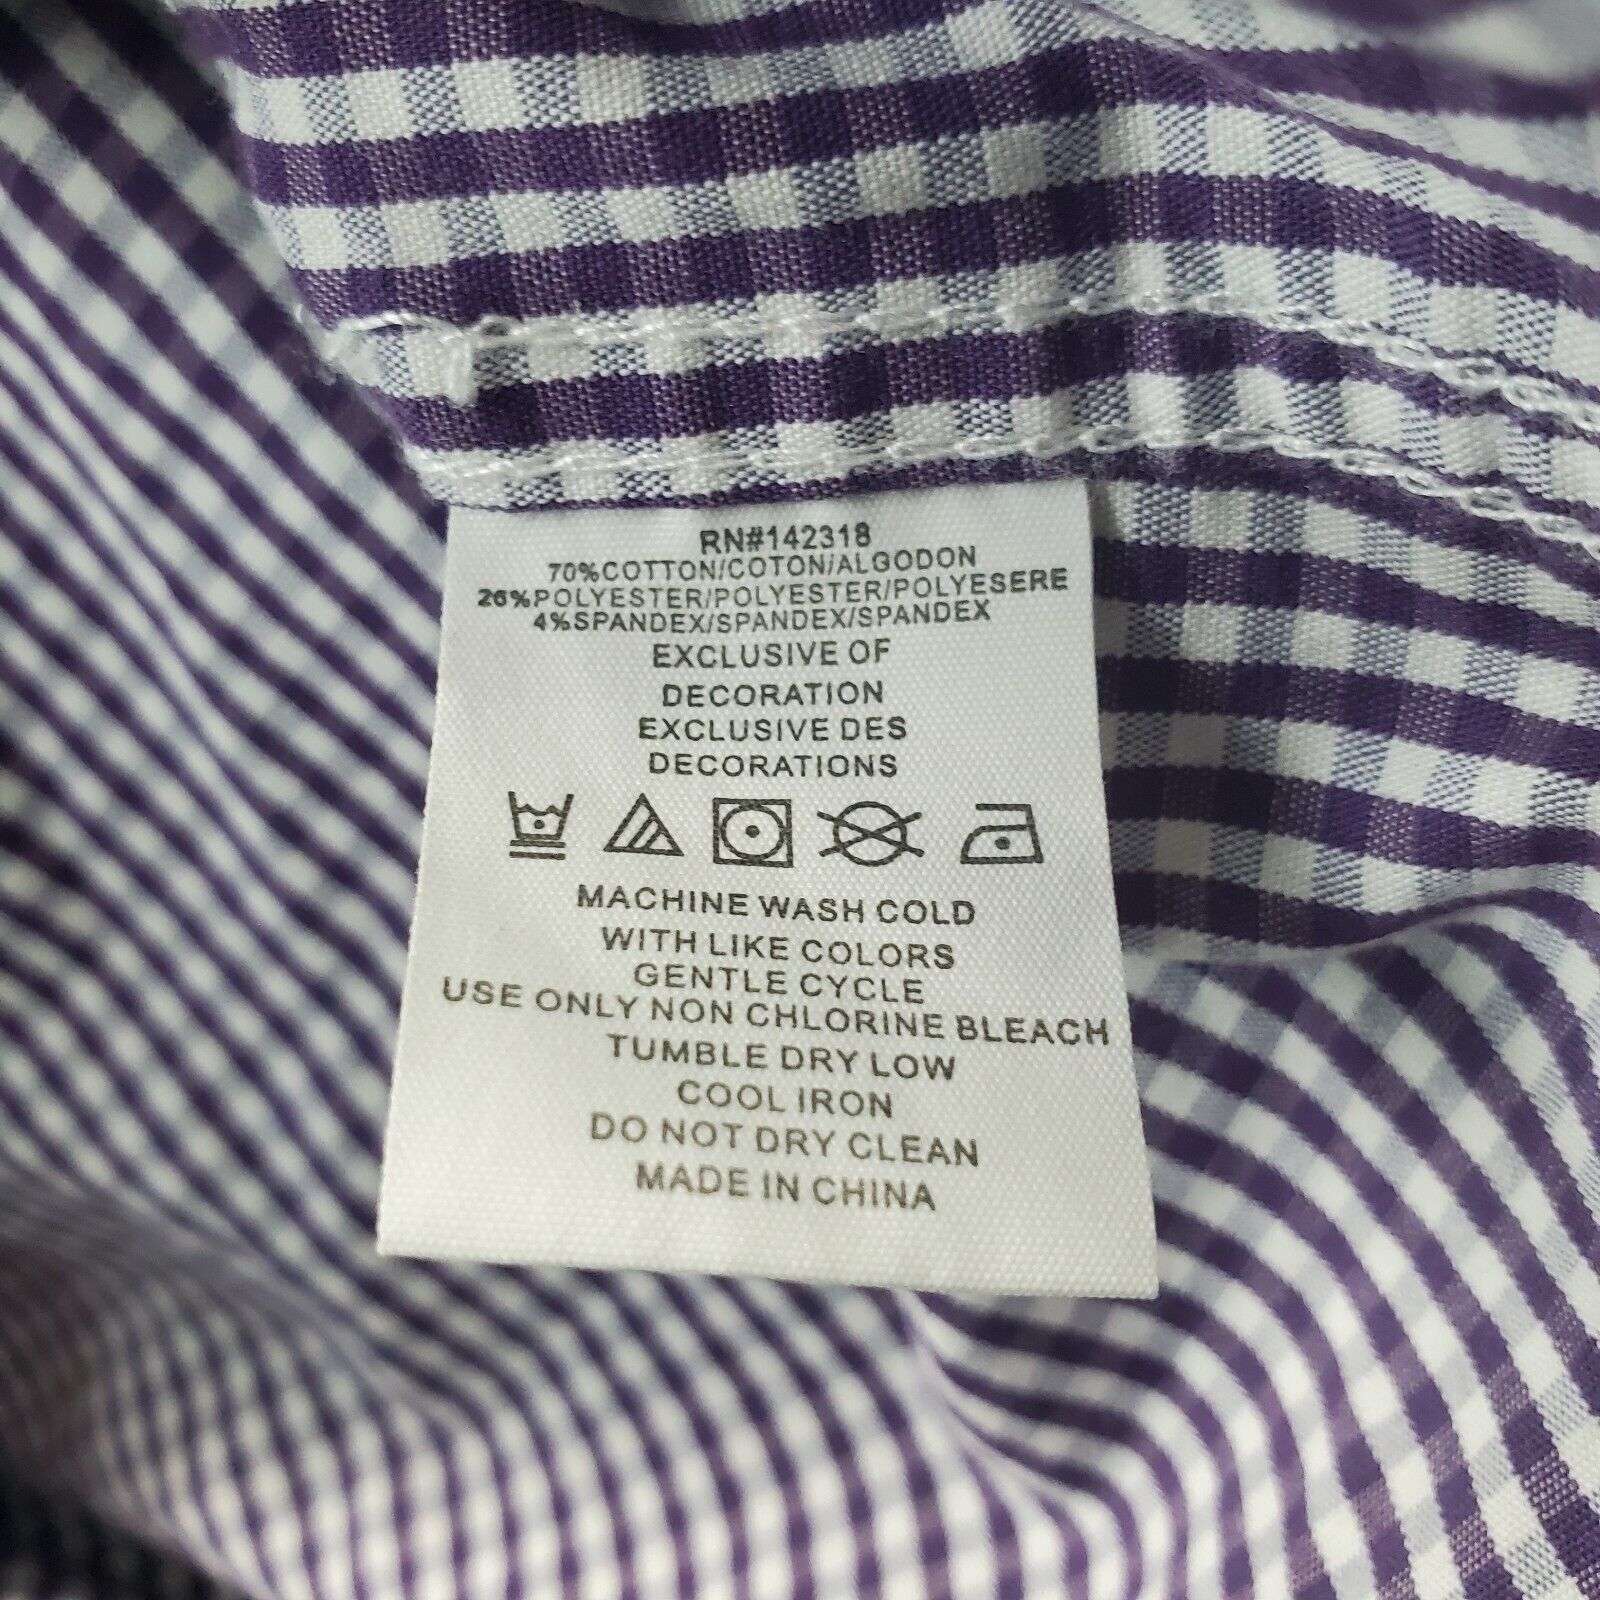 RN#142318
70%COTTON/COTON/ALGODON
26%POLYESTER/POLYESTER/POLYESERE
4%SPANDEX/SPANDEX/SPANDEX
EXCLUSIVE OF
DECORATION
EXCLUSIVE DES
DECORATIONS
MACHINE WASH COLD
WITH LIKE COLORS
GENTLE CYCLE
USE ONLY NON CHLORINE BLEACH
TUMBLE DRY LOW
COOL IRON
DO NOT DRY CLEAN
MADE IN CHINA